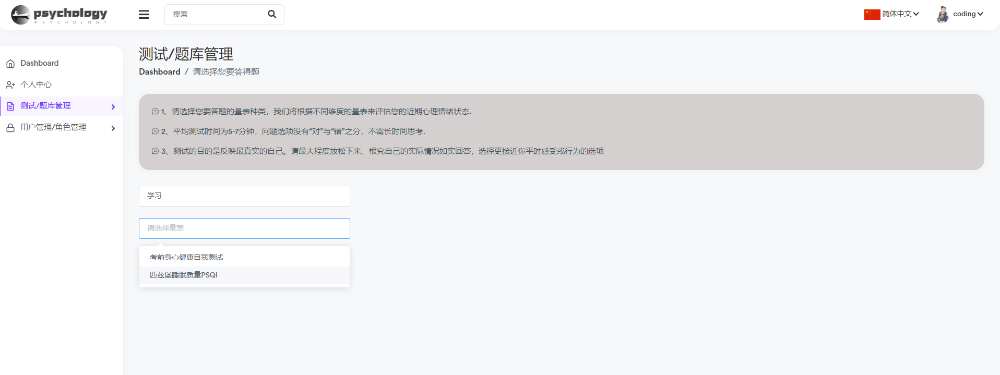 psychology
PSYCHOLOGY
搜索
简体中文
coding
Dashboard
个人中心
测试/题库管理
用户管理/角色管理
测试/题库管理
Dashboard / 请选择您要答得题
1、请选择您要答题的量表种类，我们将根据不同维度的量表来评估您的近期心理情绪状态.
2、平均测试时间为5-7分钟，问题选项没有“对”与“错”之分，不需长时间思考.
3、测试的目的是反映最真实的自己。请最大程度放松下来，根究自己的实际情况如实回答，选择更接近你平时感受或行为的选项
学习
请选择量表
考前身心健康自我测试
匹兹堡睡眠质量PSQI